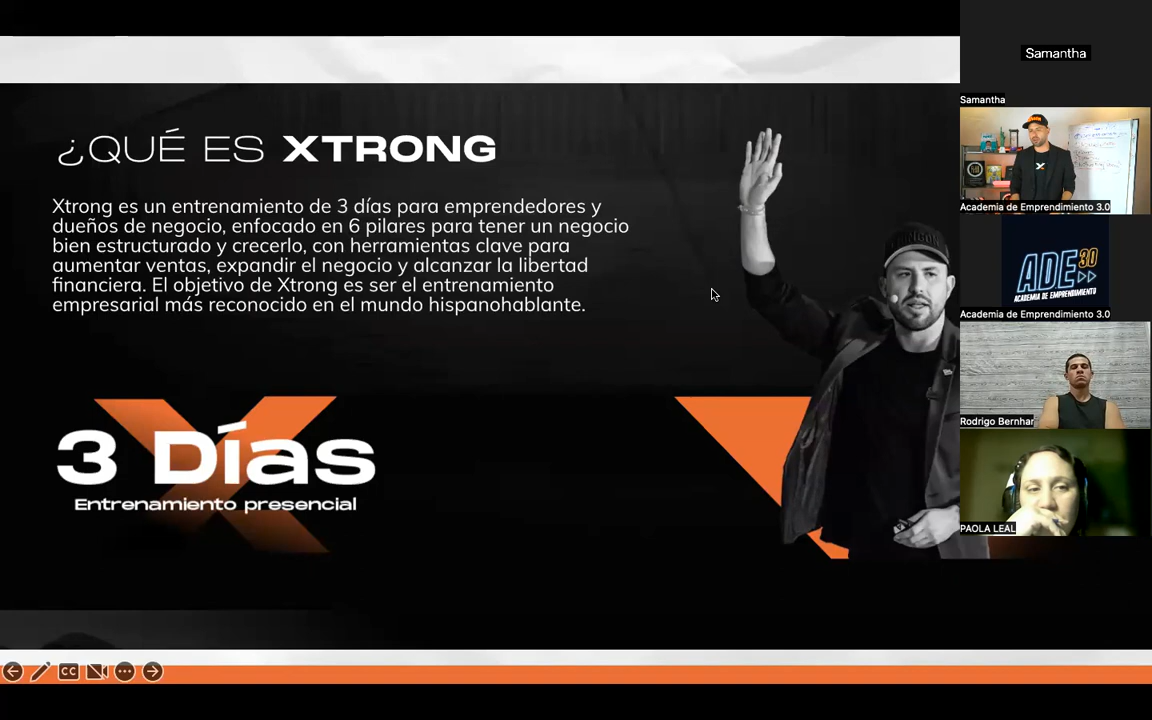 ¿QUÉ ES XTRONG
Xtrong es un entrenamiento de 3 días para emprendedores y
dueños de negocio, enfocado en 6 pilares para tener un negocio
bien estructurado y crecerlo, con herramientas clave para
aumentar ventas, expandir el negocio y alcanzar la libertad
financiera. El objetivo de Xtrong es ser el entrenamiento
empresarial más reconocido en el mundo hispanohablante.
3 Días
Entrenamiento presencial
CC
Samantha
Samantha
Academia de Emprendimiento 3.0
ADE 3.0
ACADEMIA DE EMPRENDIMIENTO
Academia de Emprendimiento 3.0
Rodrigo Bernhar
PAOLA LEAL